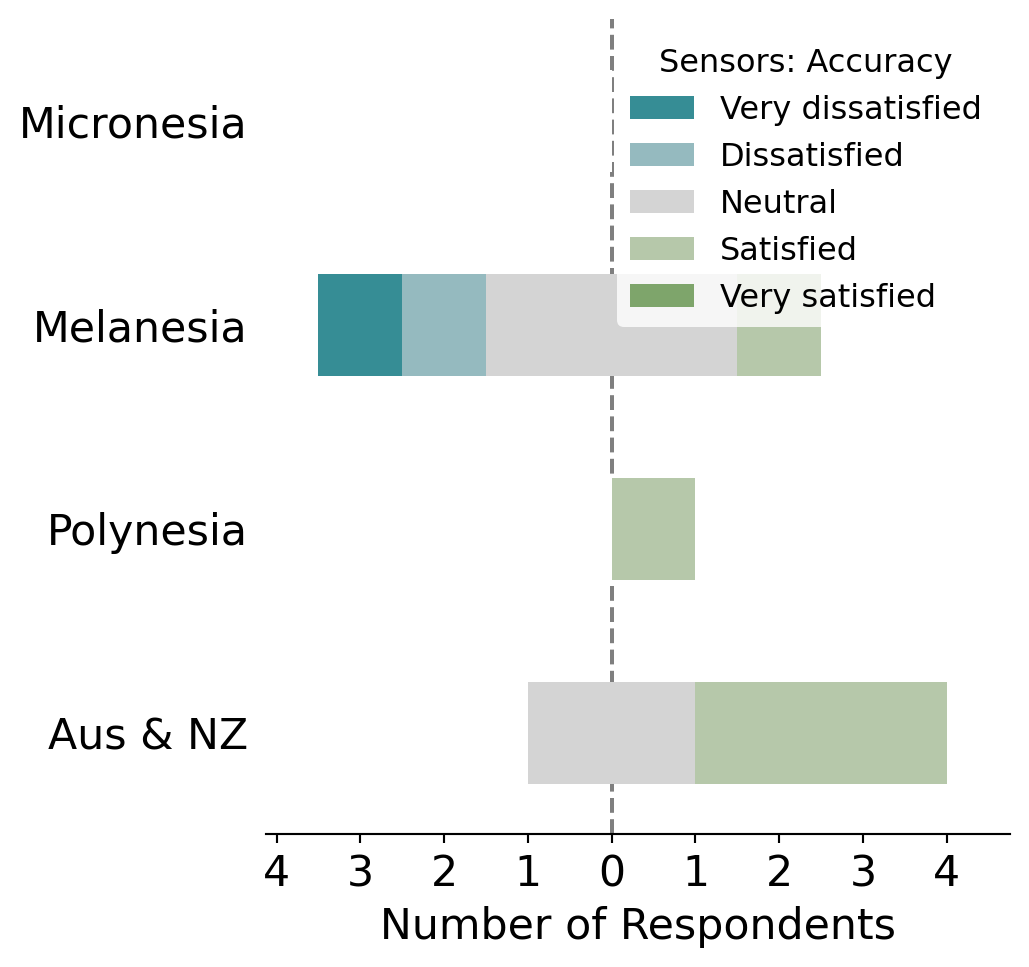 Sensors: Accuracy
Very dissatisfied
Dissatisfied
Neutral
Satisfied
Very satisfied
Micronesia
Melanesia
Polynesia
Aus & NZ
4 3 2 1 0 1 2 3 4
Number of Respondents